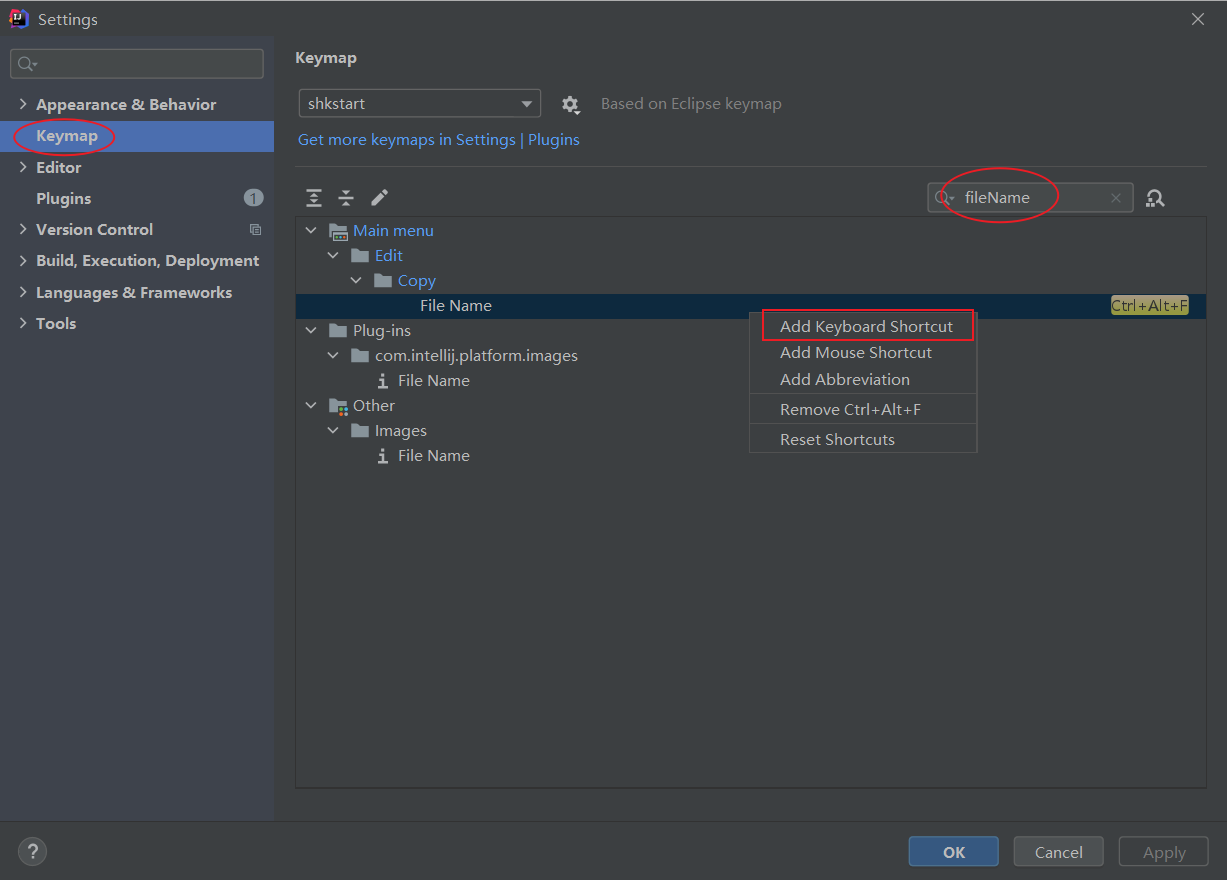 Settings
Keymap
Appearance & Behavior
Keymap
Editor
Plugins 1
Version Control
Build, Execution, Deployment
Languages & Frameworks
Tools
shkstart
Based on Eclipse keymap
Get more keymaps in Settings | Plugins
fileName
Main menu
Edit
Copy
File Name Ctrl+Alt+F
Plug-ins
com.intellij.platform.images
File Name
Other
Images
File Name
Add Keyboard Shortcut
Add Mouse Shortcut
Add Abbreviation
Remove Ctrl+Alt+F
Reset Shortcuts
?
OK
Cancel
Apply